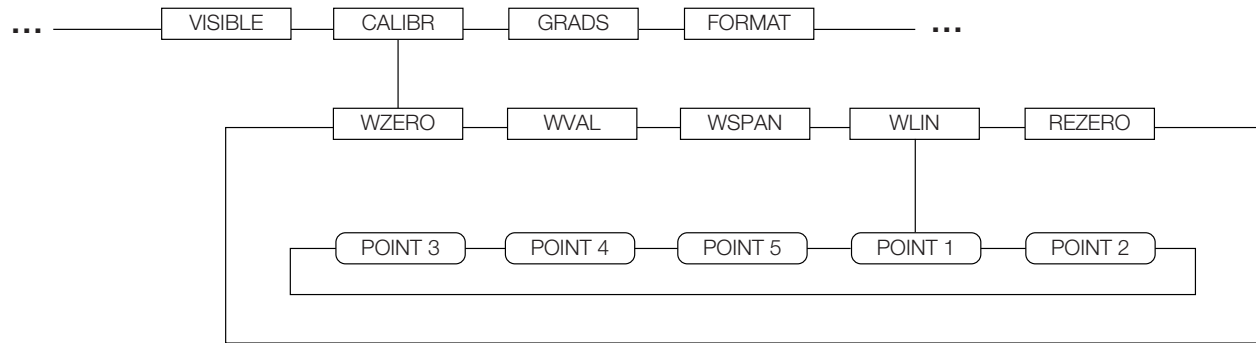 ... VISIBLE CALIBR GRADS FORMAT ...
WZERO WVAL WSPAN WLIN REZERO
POINT 3 POINT 4 POINT 5 POINT 1 POINT 2